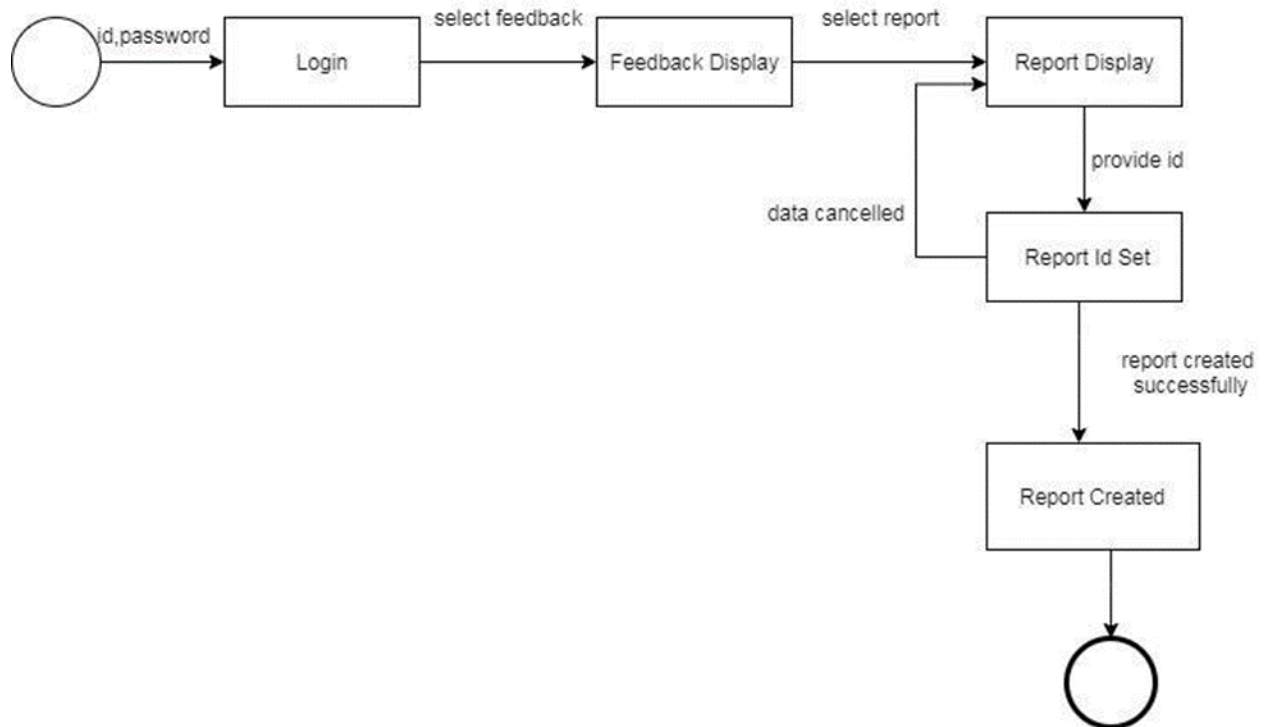 id,password
Login
select feedback
Feedback Display
select report
Report Display
provide id
data cancelled
Report Id Set
report created
successfully
Report Created